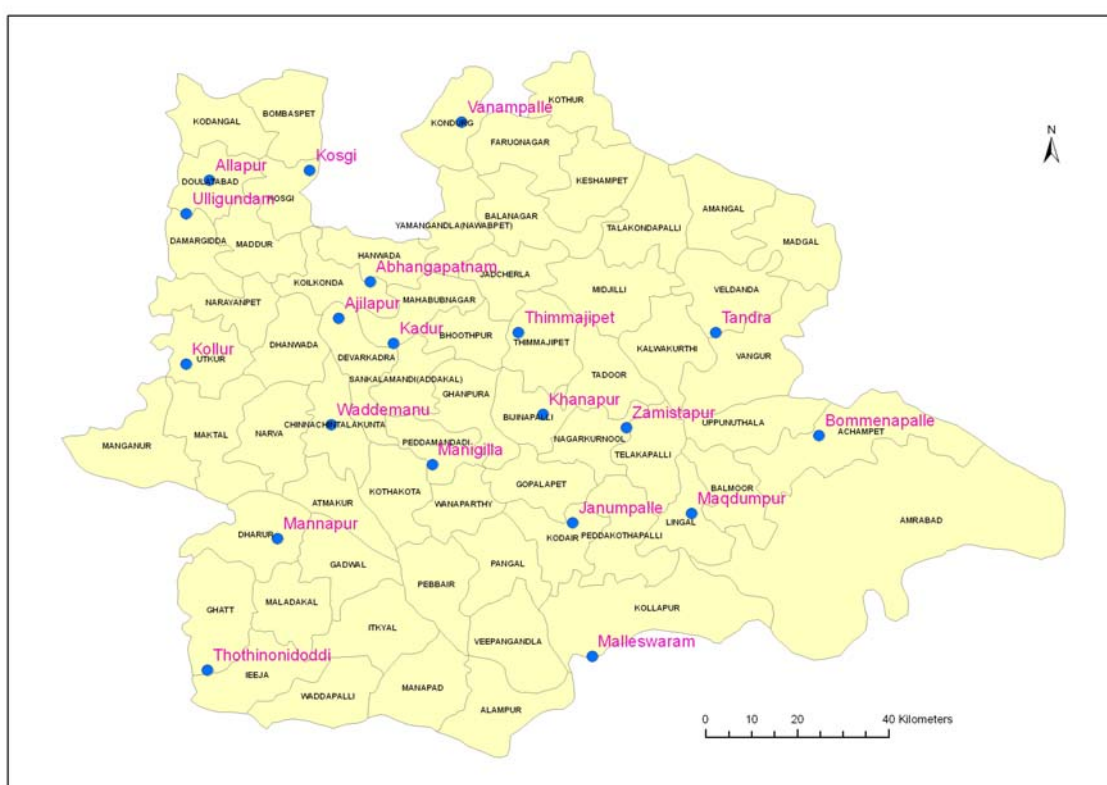 KOTHUR
Vanampalle
KONDURG
BOMBASPET
KODANGAL
FARUQNAGAR
N
Kosgi
Allapur
DOULATABAD
KESHAMPET
KOSGI
Ulligundam
AMANGAL
BALANAGAR
YAMANGANDLA(NAWABPET)
TALAKONDAPALLI
DAMARGIDDA
MADDUR
MADGAL
HANWADA
Abhangapatnam
JADCHERLA
KOILKONDA
MIDJILLI
VELDANDA
MAHABUBNAGAR
NARAYANPET
Ajilapur
Kadur
BHOOTHPUR
Thimmajipet
THIMMAJIPET
Tandra
DHANWADA
KALWAKURTHI
VANGUR
Kollur
UTKUR
DEVARKADRA
TADOOR
SANKALAMANDI(ADDAKAL)
GHANPURA
Waddemanu
CHINNACHINTALAKUNTA
Khanapur
BIJINAPALLI
Zamistapur
UPPUNUTHALA
Bommenapalle
ACHAMPET
MANGANUR
MAKTAL
NARVA
PEDDAMANDADI
Manigilla
NAGARKURNOOL
TELAKAPALLI
KOTHAKOTA
GOPALAPET
BALMOOR
ATMAKUR
WANAPARTHY
Janumpalle
Maqdumpur
LINGAL
AMRABAD
Mannapur
DHARUR
KODAIR
PEDDAKOTHAPALLI
GADWAL
PANGAL
PEBBAIR
GHATT
MALADAKAL
KOLLAPUR
ITKYAL
VEEPANGANDLA
Malleswaram
Thothinonidoddi
IEEJA
WADDAPALLI
MANAPAD
ALAMPUR
0 10 20 40 Kilometers